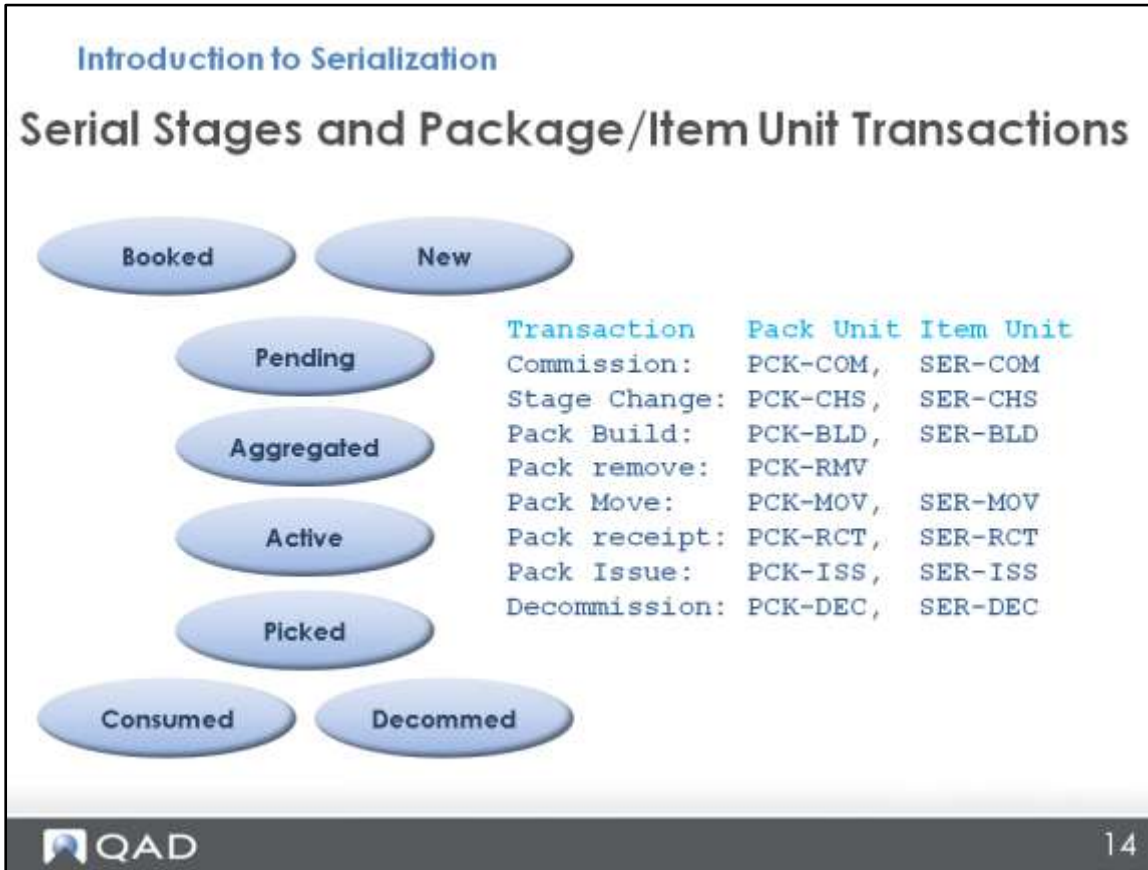 Introduction to Serialization
Serial Stages and Package/Item Unit Transactions
Booked
New
Pending
Aggregated
Active
Picked
Consumed
Decommed
Transaction Pack Unit Item Unit
Commission: PCK-COM, SER-COM
Stage Change: PCK-CHS, SER-CHS
Pack Build: PCK-BLD, SER-BLD
Pack remove: PCK-RMV
Pack Move: PCK-MOV, SER-MOV
Pack receipt: PCK-RCT, SER-RCT
Pack Issue: PCK-ISS, SER-ISS
Decommission: PCK-DEC, SER-DEC
QAD
14